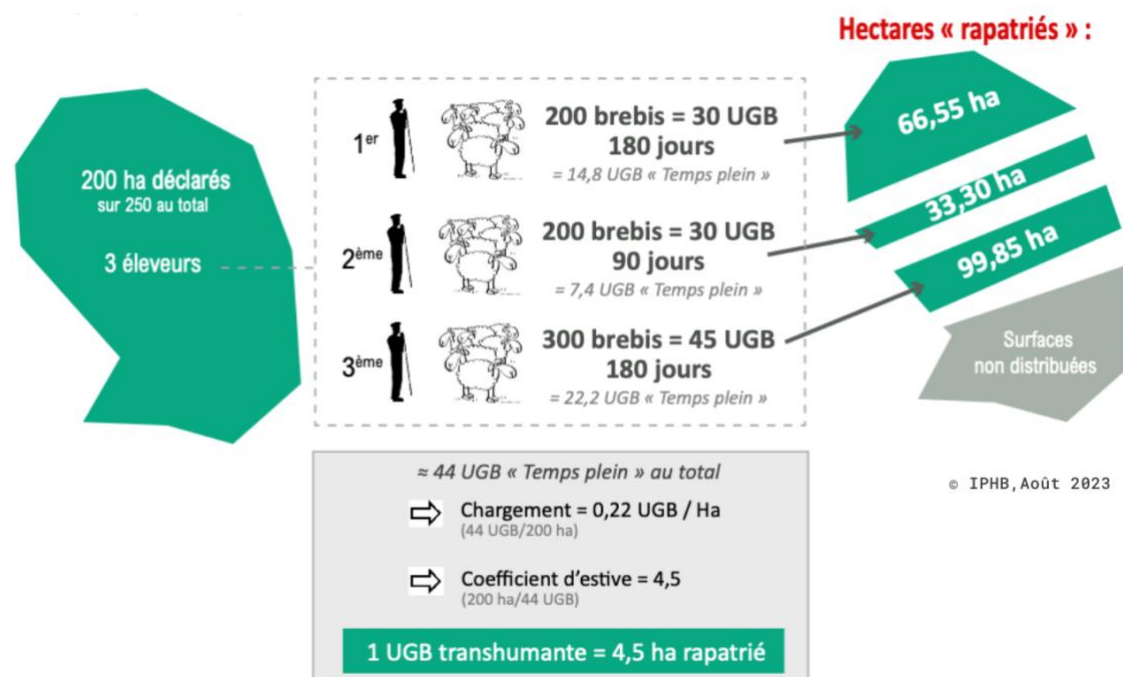 Hectares « rapatriés » :
200 ha déclarés
sur 250 au total
3 éleveurs
1er
200 brebis = 30 UGB
180 jours
= 14,8 UGB « Temps plein »
2ème
200 brebis = 30 UGB
90 jours
= 7,4 UGB « Temps plein »
3ème
300 brebis = 45 UGB
180 jours
= 22,2 UGB « Temps plein »
66,55 ha
33,30 ha
99,85 ha
Surfaces
non distribuées
≈ 44 UGB « Temps plein » au total
Chargement = 0,22 UGB / Ha
(44 UGB/200 ha)
Coefficient d'estive = 4,5
(200 ha/44 UGB)
1 UGB transhumante = 4,5 ha rapatrié
© IPHB,Août 2023